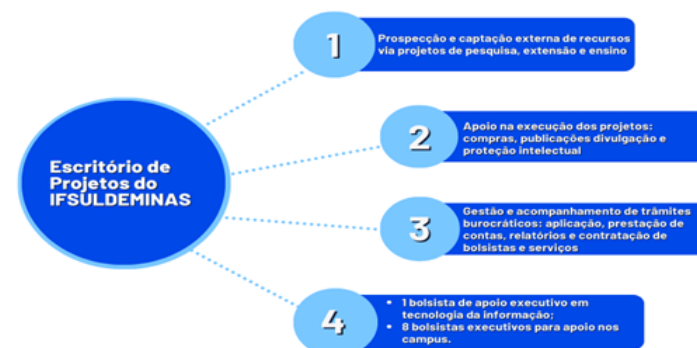 1
Prospecção e captação externa de recursos
via projetos de pesquisa, extensão e ensino
2
Apoio na execução dos projetos:
compras, publicações divulgação e
proteção intelectual
Escritório de
Projetos do
IFSULDEMINAS
3
Gestão e acompanhamento de trâmites
burocráticos: aplicação, prestação de
contas, relatórios e contratação de
bolsistas e serviços
4
• 1 bolsista de apoio executivo em
tecnologia da informação;
• 8 bolsistas executivos para apoio nos
campus.